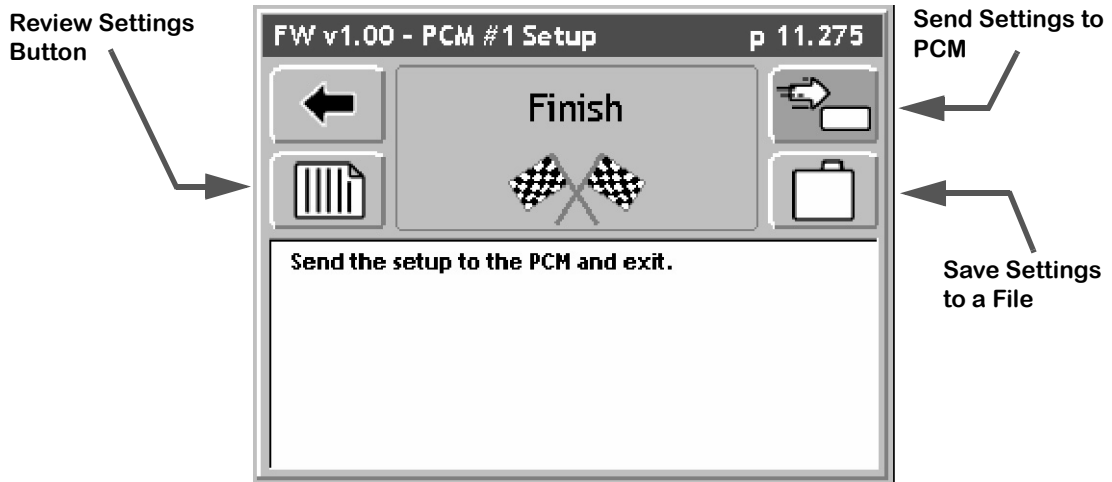 Review Settings
Button
FW v1.00 - PCM #1 Setup
p 11.275
Send Settings to
PCM
Finish
Send the setup to the PCM and exit.
Save Settings
to a File